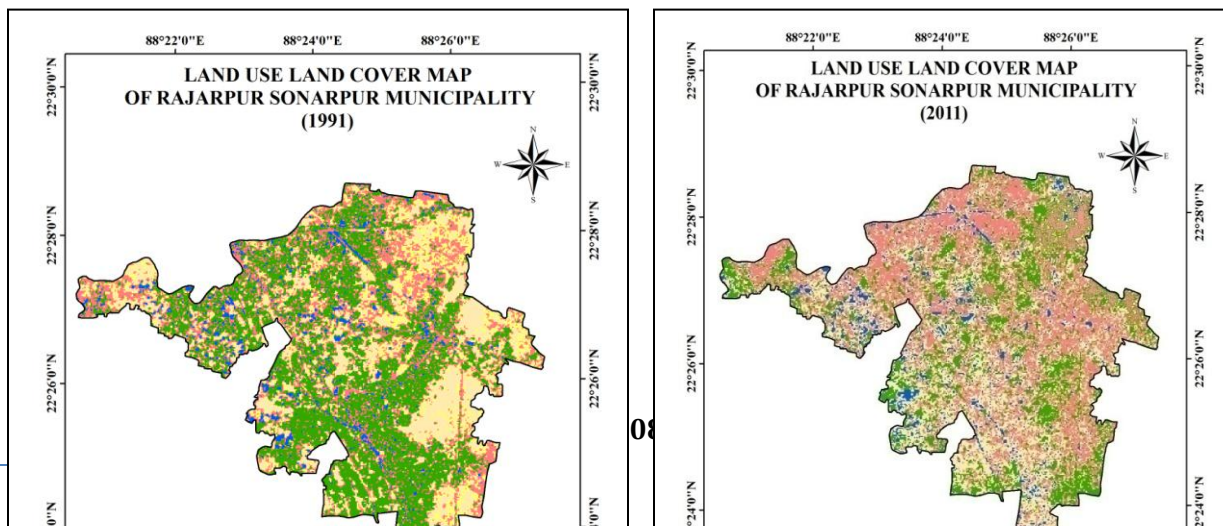 88°22'0"E 88°24'0"E 88°26'0"E
LAND USE LAND COVER MAP
OF RAJARPUR SONARPUR MUNICIPALITY
(1991)
N
W E
S
22°30'0"N 22°30'0"N
22°28'0"N 22°28'0"N
22°26'0"N 22°26'0"N
0"N
88°22'0"E 88°24'0"E 88°26'0"E
LAND USE LAND COVER MAP
OF RAJARPUR SONARPUR MUNICIPALITY
(2011)
N
W E
S
22°30'0"N 22°30'0"N
22°28'0"N 22°28'0"N
22°26'0"N 22°26'0"N
22°24'0"N 22°24'0"N